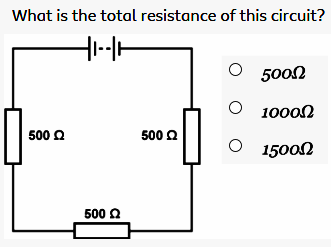 What is the total resistance of this circuit?
500Ω
1000Ω
500 Ω 500 Ω
1500Ω
500 Ω